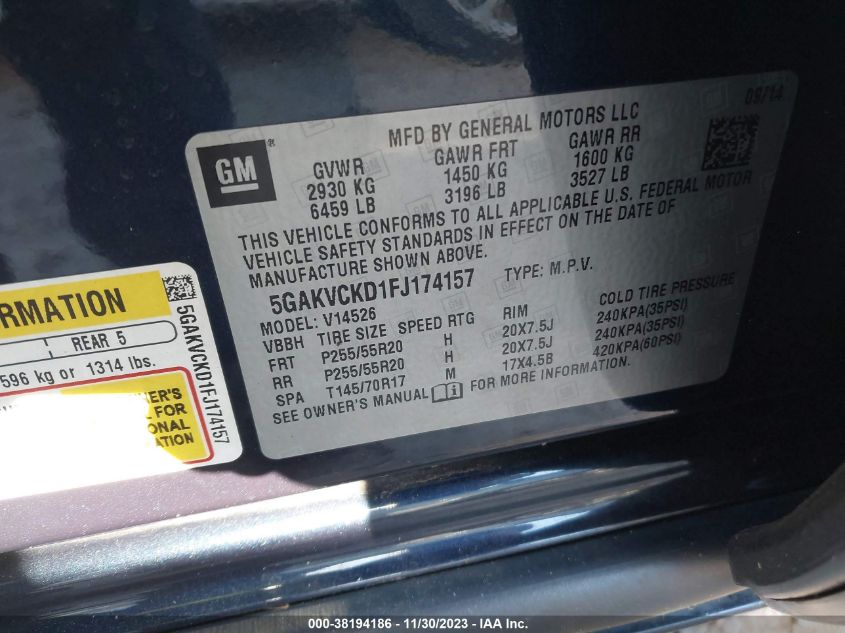 09/14
MFD BY GENERAL MOTORS LLC
GM®
GVWR GAWR FRT GAWR RR
2930 KG 1450 KG 1600 KG
6459 LB 3196 LB 3527 LB
THIS VEHICLE CONFORMS TO ALL APPLICABLE U.S. FEDERAL MOTOR
VEHICLE SAFETY STANDARDS IN EFFECT ON THE DATE OF
MANUFACTURE SHOWN ABOVE.
5GAKVCKD1FJ174157 TYPE: M.P.V.
MODEL: V14526
VBBH TIRE SIZE SPEED RTG RIM COLD TIRE PRESSURE
FRT P255/55R20 H 20X7.5J 240KPA(35PSI)
RR P255/55R20 H 20X7.5J 240KPA(35PSI)
SPA T145/70R17 M 17X4.5B 420KPA(60PSI)
SEE OWNER'S MANUAL FOR MORE INFORMATION.
RMATION
REAR 5
596 kg or 1314 lbs.
ER'S
FOR
ONAL
ATION
5GAKVCKD1FJ174157
000-38194186 - 11/30/2023 - IAA Inc.